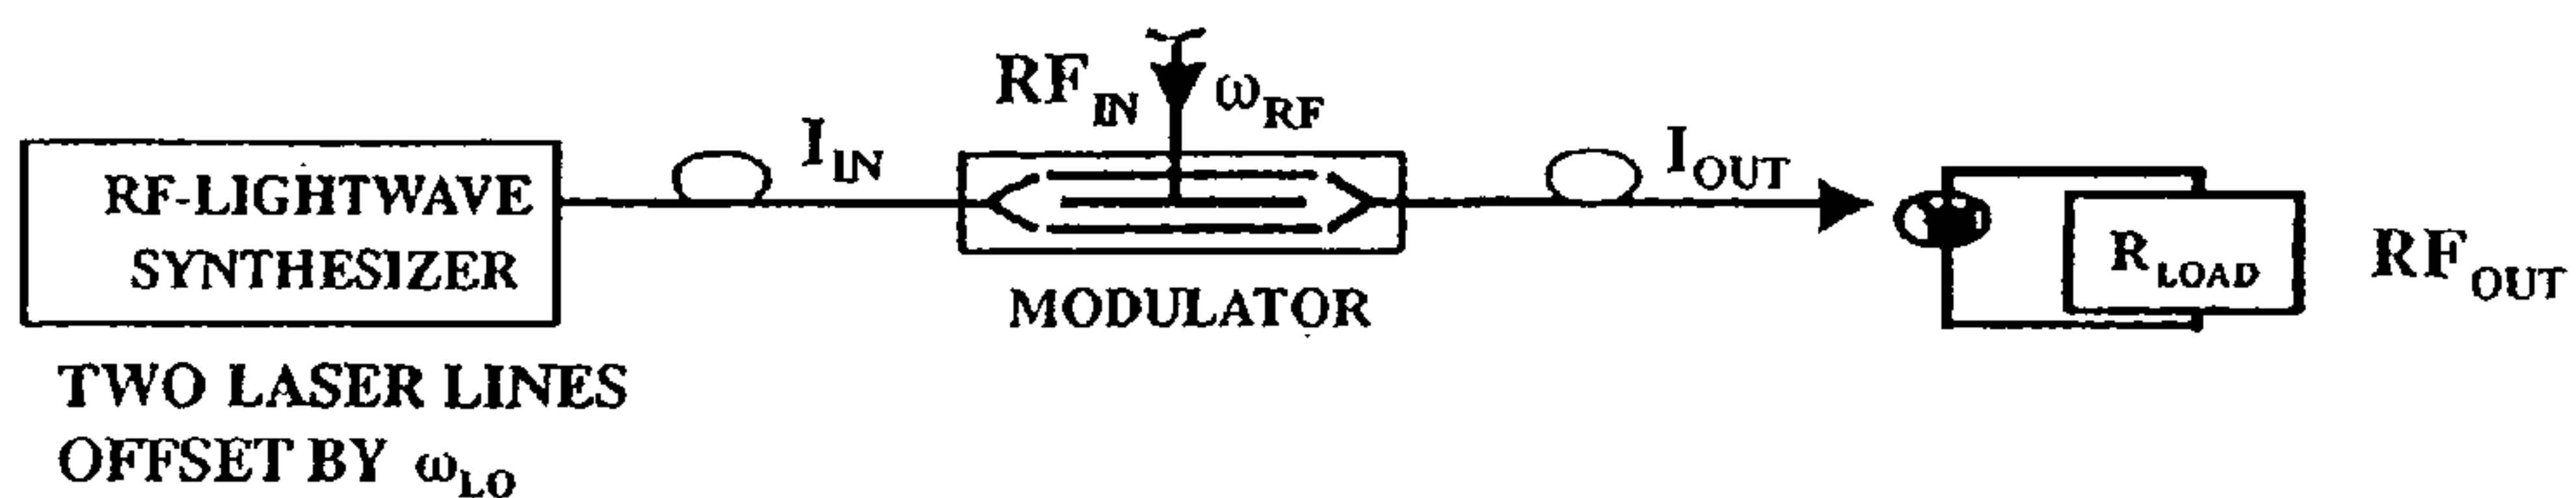 RF-LIGHTWAVE
SYNTHESIZER
TWO LASER LINES
OFFSET BY ω_LO
I_IN
RF_IN ω_RF
MODULATOR
I_OUT
R_LOAD
RF_OUT